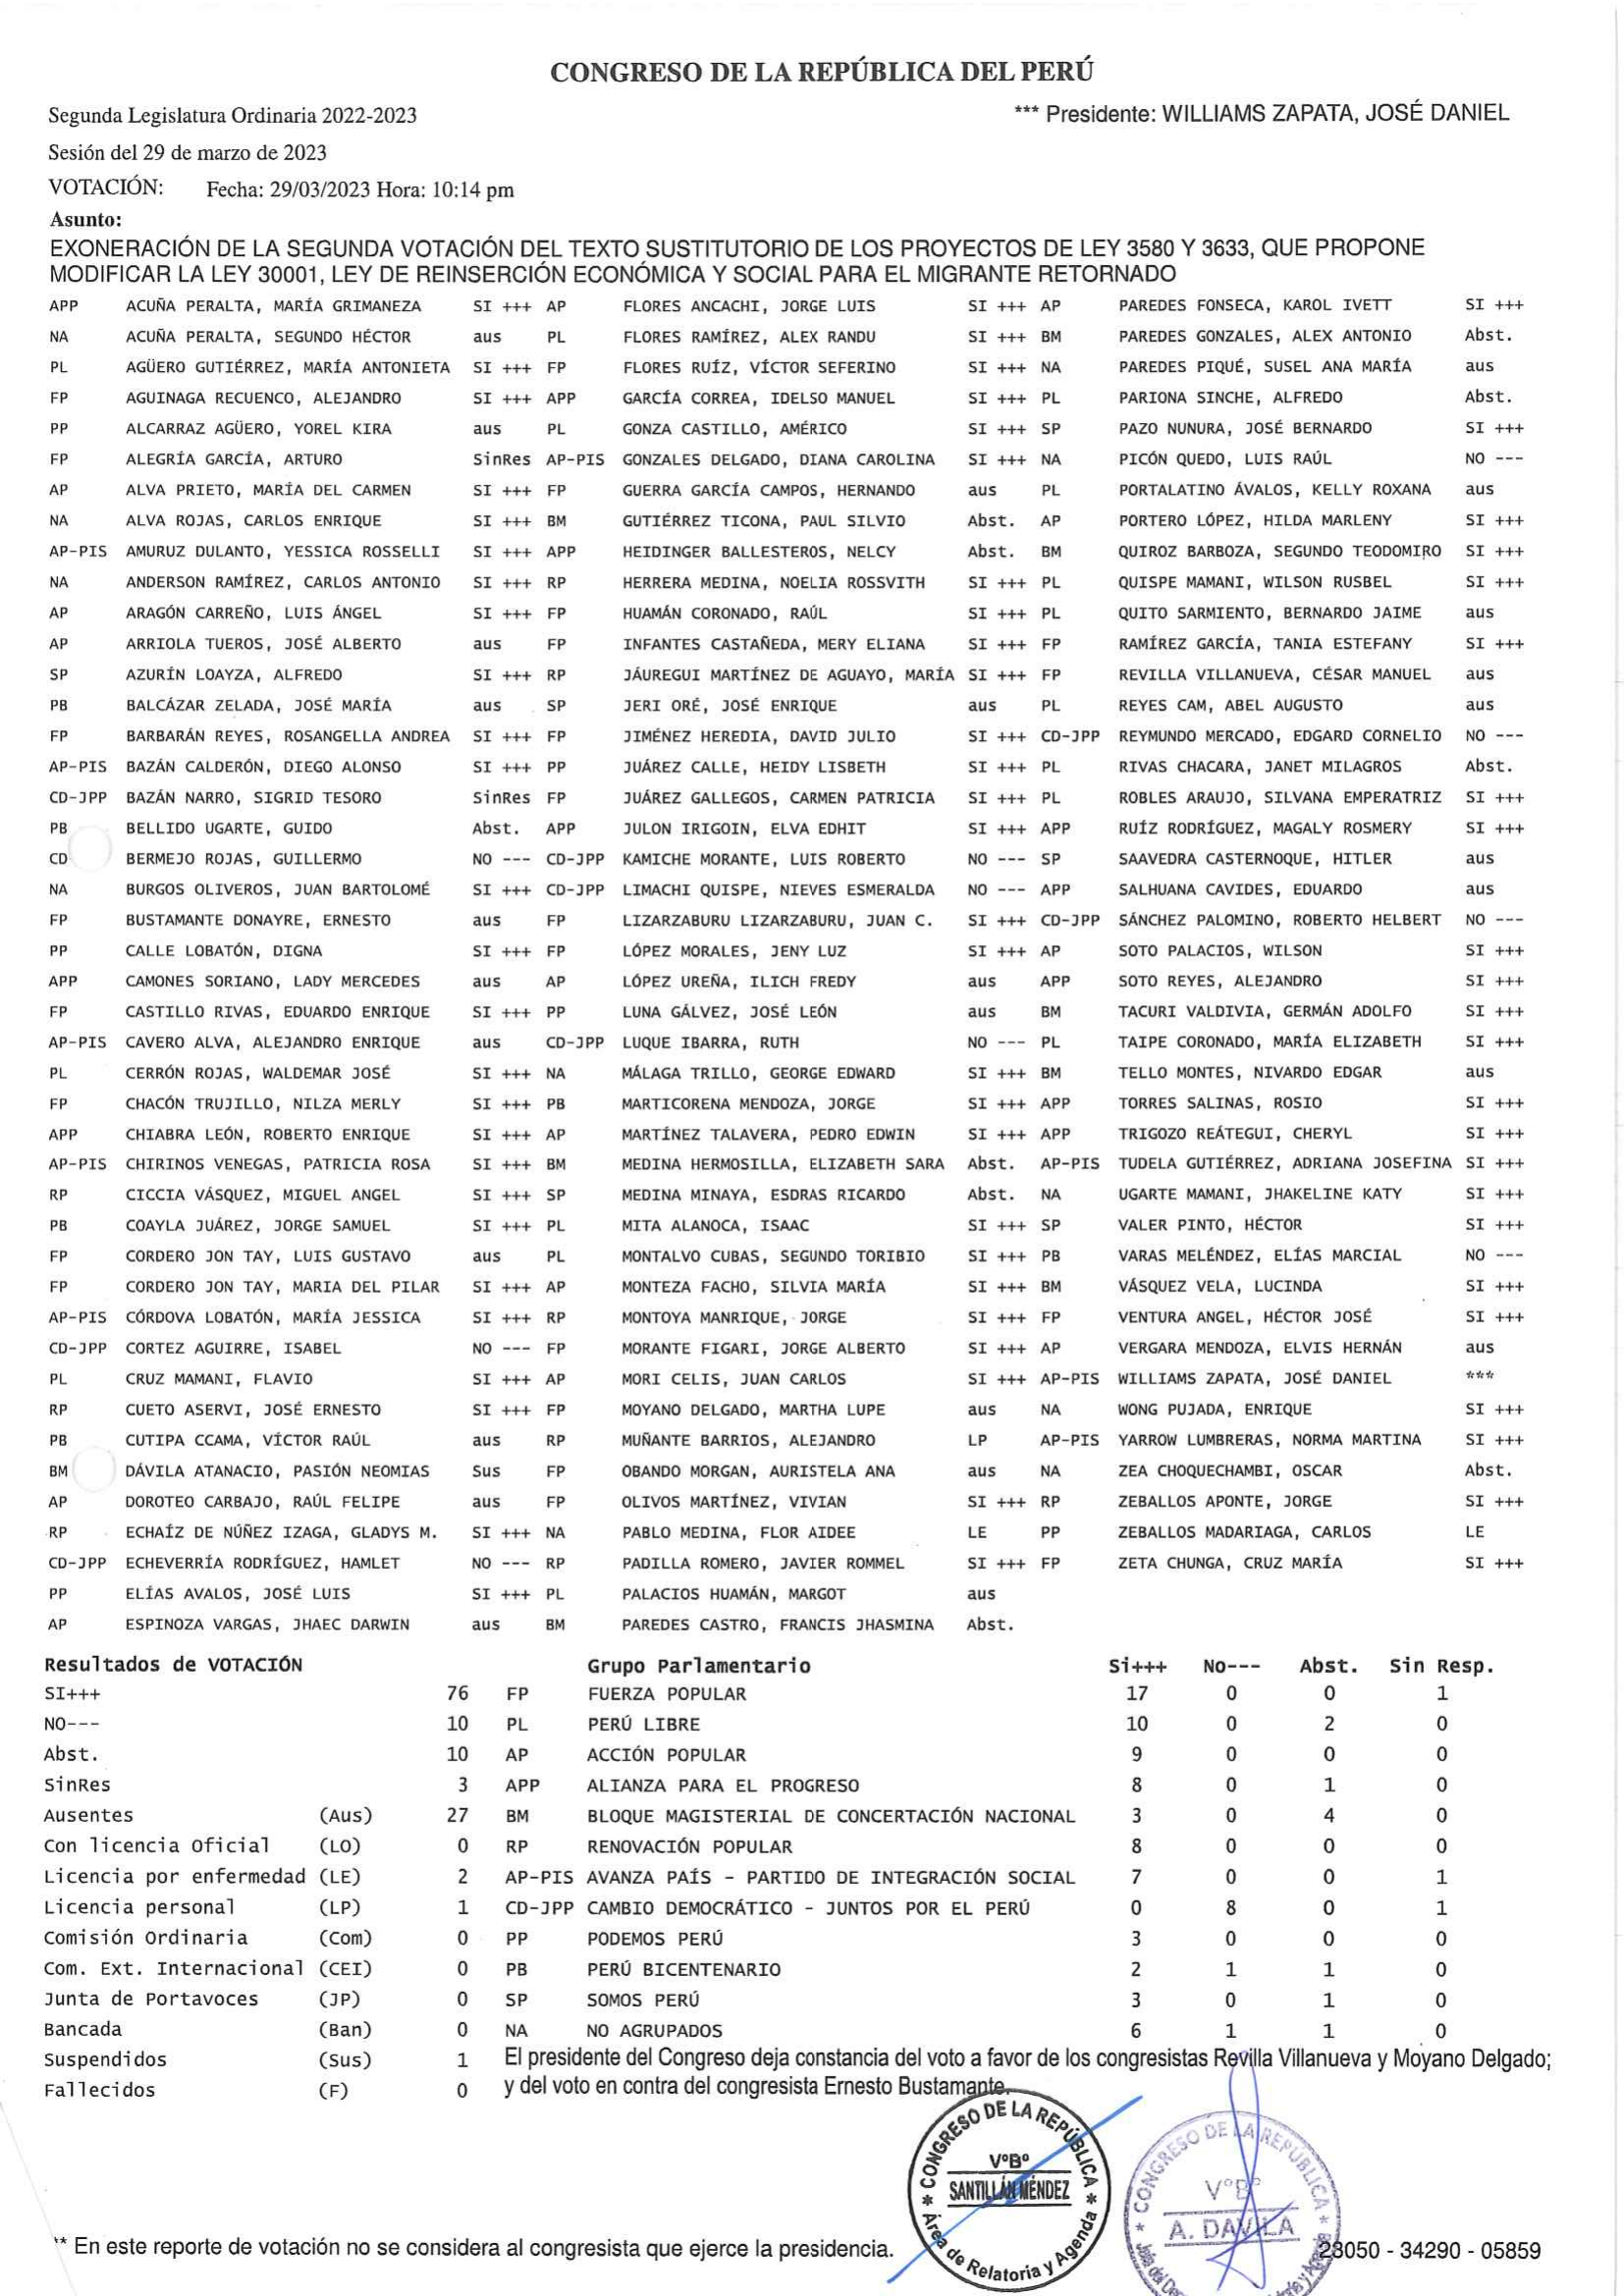 CONGRESO DE LA REPÚBLICA DEL PERÚ
Segunda Legislatura Ordinaria 2022-2023 *** Presidente: WILLIAMS ZAPATA, JOSÉ DANIEL
Sesión del 29 de marzo de 2023
VOTACIÓN: Fecha: 29/03/2023 Hora: 10:14 pm
Asunto:
EXONERACIÓN DE LA SEGUNDA VOTACIÓN DEL TEXTO SUSTITUTORIO DE LOS PROYECTOS DE LEY 3580 Y 3633, QUE PROPONE
MODIFICAR LA LEY 30001, LEY DE REINSERCIÓN ECONÓMICA Y SOCIAL PARA EL MIGRANTE RETORNADO
APP ACUÑA PERALTA, MARÍA GRIMANEZA SI +++ AP FLORES ANCACHI, JORGE LUIS SI +++ AP PAREDES FONSECA, KAROL IVETT SI +++
NA ACUÑA PERALTA, SEGUNDO HÉCTOR aus PL FLORES RAMÍREZ, ALEX RANDU SI +++ BM PAREDES GONZALES, ALEX ANTONIO Abst.
PL AGÜERO GUTIÉRREZ, MARÍA ANTONIETA SI +++ FP FLORES RUÍZ, VÍCTOR SEFERINO SI +++ NA PAREDES PIQUÉ, SUSEL ANA MARÍA aus
FP AGUINAGA RECUENCO, ALEJANDRO SI +++ APP GARCÍA CORREA, IDELSO MANUEL SI +++ PL PARIONA SINCHE, ALFREDO Abst.
PP ALCARRAZ AGÜERO, YOREL KIRA aus PL GONZA CASTILLO, AMÉRICO SI +++ SP PAZO NUNURA, JOSÉ BERNARDO SI +++
FP ALEGRÍA GARCÍA, ARTURO SinRes AP-PIS GONZALES DELGADO, DIANA CAROLINA SI +++ NA PICÓN QUEDO, LUIS RAÚL NO ---
AP ALVA PRIETO, MARÍA DEL CARMEN SI +++ FP GUERRA GARCÍA CAMPOS, HERNANDO aus PL PORTALATINO ÁVALOS, KELLY ROXANA aus
NA ALVA ROJAS, CARLOS ENRIQUE SI +++ BM GUTIÉRREZ TICONA, PAUL SILVIO Abst. AP PORTERO LÓPEZ, HILDA MARLENY SI +++
AP-PIS AMURUZ DULANTO, YESSICA ROSSELLI SI +++ APP HEIDINGER BALLESTEROS, NELCY Abst. BM QUIROZ BARBOZA, SEGUNDO TEODOMIRO SI +++
NA ANDERSON RAMÍREZ, CARLOS ANTONIO SI +++ RP HERRERA MEDINA, NOELIA ROSSVITH SI +++ PL QUISPE MAMANI, WILSON RUSBEL SI +++
AP ARAGÓN CARREÑO, LUIS ÁNGEL SI +++ FP HUAMÁN CORONADO, RAÚL SI +++ PL QUITO SARMIENTO, BERNARDO JAIME aus
AP ARRIOLA TUEROS, JOSÉ ALBERTO aus FP INFANTES CASTAÑEDA, MERY ELIANA SI +++ FP RAMÍREZ GARCÍA, TANIA ESTEFANY SI +++
SP AZURÍN LOAYZA, ALFREDO SI +++ RP JÁUREGUI MARTÍNEZ DE AGUAYO, MARÍA SI +++ FP REVILLA VILLANUEVA, CÉSAR MANUEL aus
PB BALCÁZAR ZELADA, JOSÉ MARÍA aus SP JERI ORÉ, JOSÉ ENRIQUE aus PL REYES CAM, ABEL AUGUSTO aus
FP BARBARÁN REYES, ROSANGELLA ANDREA SI +++ FP JIMÉNEZ HEREDIA, DAVID JULIO SI +++ CD-JPP REYMUNDO MERCADO, EDGARD CORNELIO NO ---
AP-PIS BAZÁN CALDERÓN, DIEGO ALONSO SI +++ PP JUÁREZ CALLE, HEIDY LISBETH SI +++ PL RIVAS CHACARA, JANET MILAGROS Abst.
CD-JPP BAZÁN NARRO, SIGRID TESORO SinRes FP JUÁREZ GALLEGOS, CARMEN PATRICIA SI +++ PL ROBLES ARAUJO, SILVANA EMPERATRIZ SI +++
PB BELLIDO UGARTE, GUIDO Abst. APP JULON IRIGOIN, ELVA EDHIT SI +++ APP RUÍZ RODRÍGUEZ, MAGALY ROSMERY SI +++
CD BERMEJO ROJAS, GUILLERMO NO --- CD-JPP KAMICHE MORANTE, LUIS ROBERTO NO --- SP SAAVEDRA CASTERNOQUE, HITLER aus
NA BURGOS OLIVEROS, JUAN BARTOLOMÉ SI +++ CD-JPP LIMACHI QUISPE, NIEVES ESMERALDA NO --- APP SALHUANA CAVIDES, EDUARDO aus
FP BUSTAMANTE DONAYRE, ERNESTO aus FP LIZARZABURU LIZARZABURU, JUAN C. SI +++ CD-JPP SÁNCHEZ PALOMINO, ROBERTO HELBERT NO ---
PP CALLE LOBATÓN, DIGNA SI +++ FP LÓPEZ MORALES, JENY LUZ SI +++ AP SOTO PALACIOS, WILSON SI +++
APP CAMONES SORIANO, LADY MERCEDES aus AP LÓPEZ UREÑA, ILICH FREDY aus APP SOTO REYES, ALEJANDRO SI +++
FP CASTILLO RIVAS, EDUARDO ENRIQUE SI +++ PP LUNA GÁLVEZ, JOSÉ LEÓN aus BM TACURI VALDIVIA, GERMÁN ADOLFO SI +++
AP-PIS CAVERO ALVA, ALEJANDRO ENRIQUE aus CD-JPP LUQUE IBARRA, RUTH NO --- PL TAIPE CORONADO, MARÍA ELIZABETH SI +++
PL CERRÓN ROJAS, WALDEMAR JOSÉ SI +++ NA MÁLAGA TRILLO, GEORGE EDWARD SI +++ BM TELLO MONTES, NIVARDO EDGAR aus
FP CHACÓN TRUJILLO, NILZA MERLY SI +++ PB MARTICORENA MENDOZA, JORGE SI +++ APP TORRES SALINAS, ROSIO SI +++
APP CHIABRA LEÓN, ROBERTO ENRIQUE SI +++ AP MARTÍNEZ TALAVERA, PEDRO EDWIN SI +++ APP TRIGOZO REÁTEGUI, CHERYL SI +++
AP-PIS CHIRINOS VENEGAS, PATRICIA ROSA SI +++ BM MEDINA HERMOSILLA, ELIZABETH SARA Abst. AP-PIS TUDELA GUTIÉRREZ, ADRIANA JOSEFINA SI +++
RP CICCIA VÁSQUEZ, MIGUEL ANGEL SI +++ SP MEDINA MINAYA, ESDRAS RICARDO Abst. NA UGARTE MAMANI, JHAKELINE KATY SI +++
PB COAYLA JUÁREZ, JORGE SAMUEL SI +++ PL MITA ALANOCA, ISAAC SI +++ SP VALER PINTO, HÉCTOR SI +++
FP CORDERO JON TAY, LUIS GUSTAVO aus PL MONTALVO CUBAS, SEGUNDO TORIBIO SI +++ PB VARAS MELÉNDEZ, ELÍAS MARCIAL NO ---
FP CORDERO JON TAY, MARIA DEL PILAR SI +++ AP MONTEZA FACHO, SILVIA MARÍA SI +++ BM VÁSQUEZ VELA, LUCINDA SI +++
AP-PIS CÓRDOVA LOBATÓN, MARÍA JESSICA SI +++ RP MONTOYA MANRIQUE, JORGE SI +++ FP VENTURA ANGEL, HÉCTOR JOSÉ SI +++
CD-JPP CORTEZ AGUIRRE, ISABEL NO --- FP MORANTE FIGARI, JORGE ALBERTO SI +++ AP VERGARA MENDOZA, ELVIS HERNÁN aus
PL CRUZ MAMANI, FLAVIO SI +++ AP MORI CELIS, JUAN CARLOS SI +++ AP-PIS WILLIAMS ZAPATA, JOSÉ DANIEL ***
RP CUETO ASERVI, JOSÉ ERNESTO SI +++ FP MOYANO DELGADO, MARTHA LUPE aus NA WONG PUJADA, ENRIQUE SI +++
PB CUTIPA CCAMA, VÍCTOR RAÚL aus RP MUÑANTE BARRIOS, ALEJANDRO LP AP-PIS YARROW LUMBRERAS, NORMA MARTINA SI +++
BM DÁVILA ATANACIO, PASIÓN NEOMIAS Sus FP OBANDO MORGAN, AURISTELA ANA aus NA ZEA CHOQUECHAMBI, OSCAR Abst.
AP DOROTEO CARBAJO, RAÚL FELIPE aus FP OLIVOS MARTÍNEZ, VIVIAN SI +++ RP ZEBALLOS APONTE, JORGE SI +++
RP ECHAÍZ DE NÚÑEZ IZAGA, GLADYS M. SI +++ NA PABLO MEDINA, FLOR AIDEE LE PP ZEBALLOS MADARIAGA, CARLOS LE
CD-JPP ECHEVERRÍA RODRÍGUEZ, HAMLET NO --- RP PADILLA ROMERO, JAVIER ROMMEL SI +++ FP ZETA CHUNGA, CRUZ MARÍA SI +++
PP ELÍAS AVALOS, JOSÉ LUIS SI +++ PL PALACIOS HUAMÁN, MARGOT aus
AP ESPINOZA VARGAS, JHAEC DARWIN aus BM PAREDES CASTRO, FRANCIS JHASMINA Abst.
Resultados de VOTACIÓN Grupo Parlamentario Si+++ No--- Abst. Sin Resp.
SI+++ 76 FP FUERZA POPULAR 17 0 0 1
NO--- 10 PL PERÚ LIBRE 10 0 2 0
Abst. 10 AP ACCIÓN POPULAR 9 0 0 0
SinRes 3 APP ALIANZA PARA EL PROGRESO 8 0 1 0
Ausentes (Aus) 27 BM BLOQUE MAGISTERIAL DE CONCERTACIÓN NACIONAL 3 0 4 0
Con licencia Oficial (LO) 0 RP RENOVACIÓN POPULAR 8 0 0 0
Licencia por enfermedad (LE) 2 AP-PIS AVANZA PAÍS - PARTIDO DE INTEGRACIÓN SOCIAL 7 0 0 1
Licencia personal (LP) 1 CD-JPP CAMBIO DEMOCRÁTICO - JUNTOS POR EL PERÚ 0 8 0 1
Comisión Ordinaria (Com) 0 PP PODEMOS PERÚ 3 0 0 0
Com. Ext. Internacional (CEI) 0 PB PERÚ BICENTENARIO 2 1 1 0
Junta de Portavoces (JP) 0 SP SOMOS PERÚ 3 0 1 0
Bancada (Ban) 0 NA NO AGRUPADOS 6 1 1 0
Suspendidos (Sus) 1 El presidente del Congreso deja constancia del voto a favor de los congresistas Revilla Villanueva y Moyano Delgado;
Fallecidos (F) 0 y del voto en contra del congresista Ernesto Bustamante.
* CONGRESO DE LA REPÚBLICA *
V°B°
SANTILLÁN MÉNDEZ
Área de Relatoría y Agenda
* CONGRESO DE LA REPÚBLICA *
V°B°
A. DAVILA
** En este reporte de votación no se considera al congresista que ejerce la presidencia. 23050 - 34290 - 05859